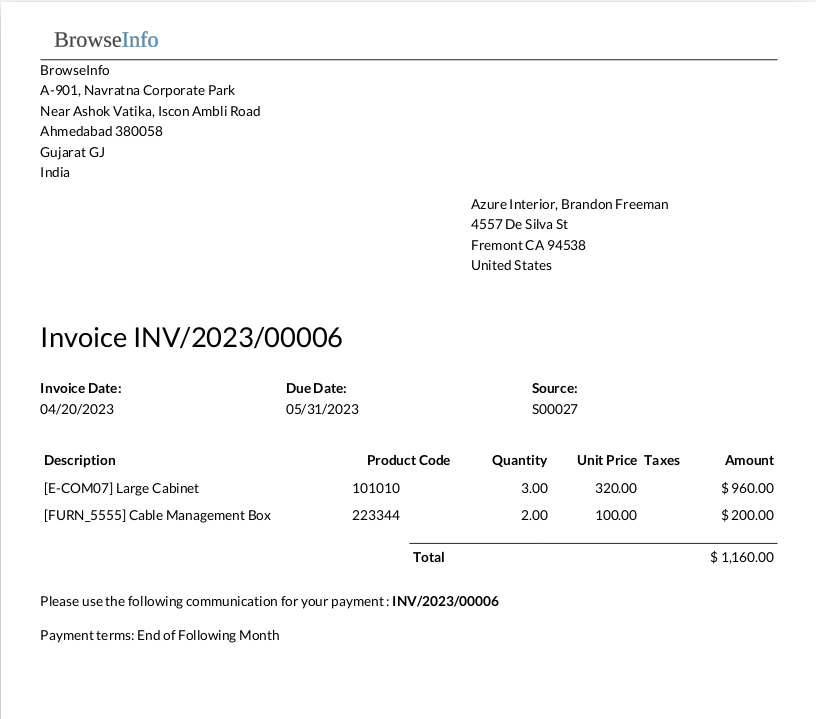 BrowseInfo
BrowseInfo
A-901, Navratna Corporate Park
Near Ashok Vatika, Iscon Ambli Road
Ahmedabad 380058
Gujarat GJ
India
Azure Interior, Brandon Freeman
4557 De Silva St
Fremont CA 94538
United States
Invoice INV/2023/00006
Invoice Date: Due Date: Source:
04/20/2023 05/31/2023 S00027
Description Product Code Quantity Unit Price Taxes Amount
[E-COM07] Large Cabinet 101010 3.00 320.00 $ 960.00
[FURN_5555] Cable Management Box 223344 2.00 100.00 $ 200.00
Total $ 1,160.00
Please use the following communication for your payment : INV/2023/00006
Payment terms: End of Following Month